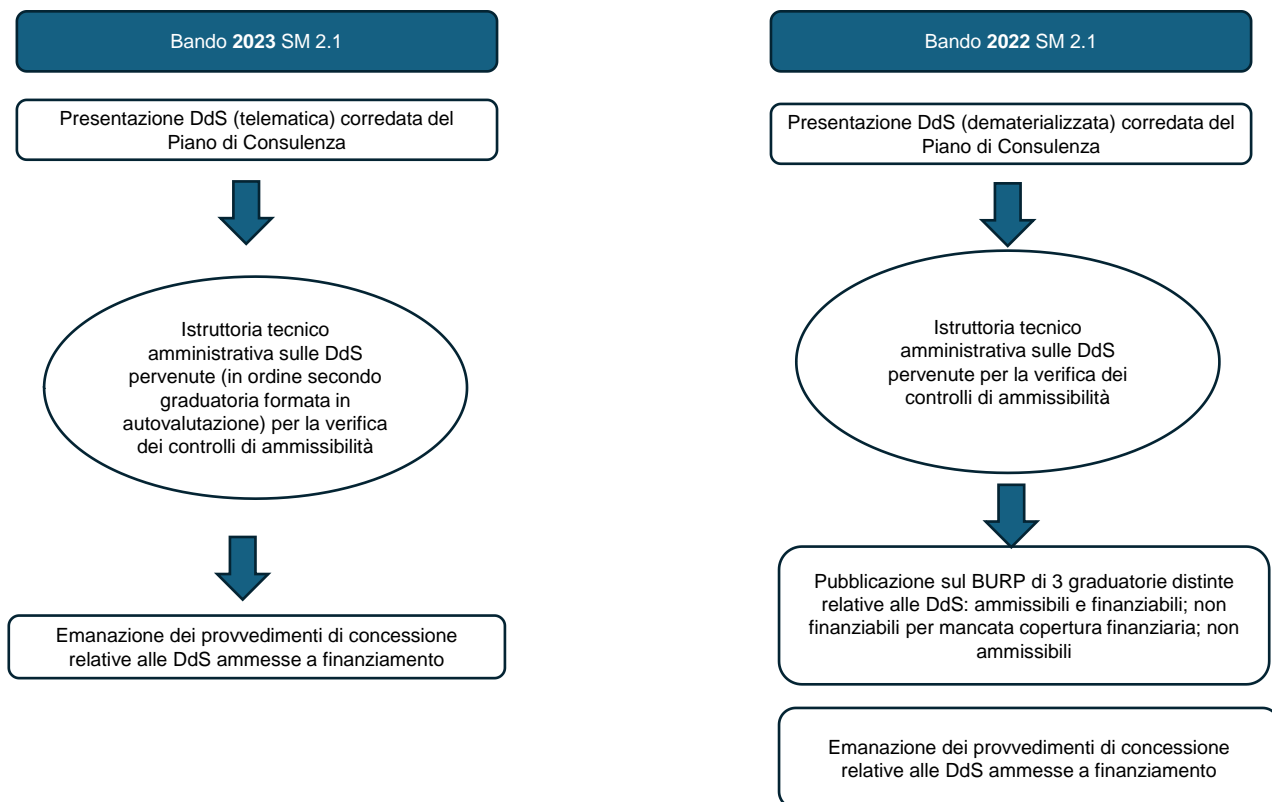 Bando 2023 SM 2.1
Presentazione DdS (telematica) corredata del
Piano di Consulenza
Istruttoria tecnico
amministrativa sulle DdS
pervenute (in ordine secondo
graduatoria formata in
autovalutazione) per la verifica
dei controlli di ammissibilità
Emanazione dei provvedimenti di concessione
relative alle DdS ammesse a finanziamento
Bando 2022 SM 2.1
Presentazione DdS (dematerializzata) corredata del
Piano di Consulenza
Istruttoria tecnico
amministrativa sulle DdS
pervenute per la verifica dei
controlli di ammissibilità
Pubblicazione sul BURP di 3 graduatorie distinte
relative alle DdS: ammissibili e finanziabili; non
finanziabili per mancata copertura finanziaria; non
ammissibili
Emanazione dei provvedimenti di concessione
relative alle DdS ammesse a finanziamento